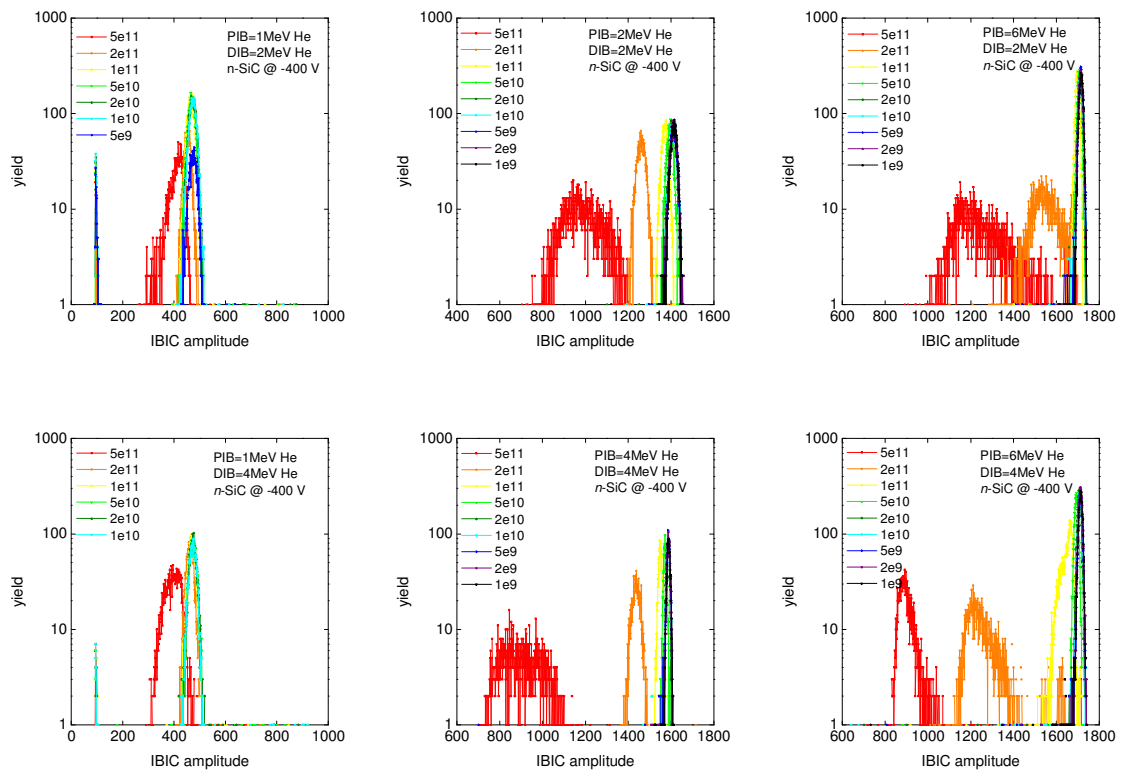 1000
100
10
1
yield
5e11
2e11
1e11
5e10
2e10
1e10
5e9
PIB=1MeV He
DIB=2MeV He
n-SiC @ -400 V
0 200 400 600 800 1000
IBIC amplitude
1000
100
10
1
yield
5e11
2e11
1e11
5e10
2e10
1e10
5e9
2e9
1e9
PIB=2MeV He
DIB=2MeV He
n-SiC @ -400 V
400 600 800 1000 1200 1400 1600
IBIC amplitude
1000
100
10
1
yield
5e11
2e11
1e11
5e10
2e10
1e10
5e9
2e9
1e9
PIB=6MeV He
DIB=2MeV He
n-SiC @ -400 V
600 800 1000 1200 1400 1600 1800
IBIC amplitude
1000
100
10
1
yield
5e11
2e11
1e11
5e10
2e10
1e10
PIB=1MeV He
DIB=4MeV He
n-SiC @ -400 V
0 200 400 600 800 1000
IBIC amplitude
1000
100
10
1
yield
5e11
2e11
1e11
5e10
2e10
1e10
5e9
2e9
1e9
PIB=4MeV He
DIB=4MeV He
n-SiC @ -400 V
400 600 800 1000 1200 1400 1600
IBIC amplitude
1000
100
10
1
yield
5e11
2e11
1e11
5e10
2e10
1e10
5e9
2e9
1e9
PIB=6MeV He
DIB=4MeV He
n-SiC @ -400 V
600 800 1000 1200 1400 1600 1800
IBIC amplitude